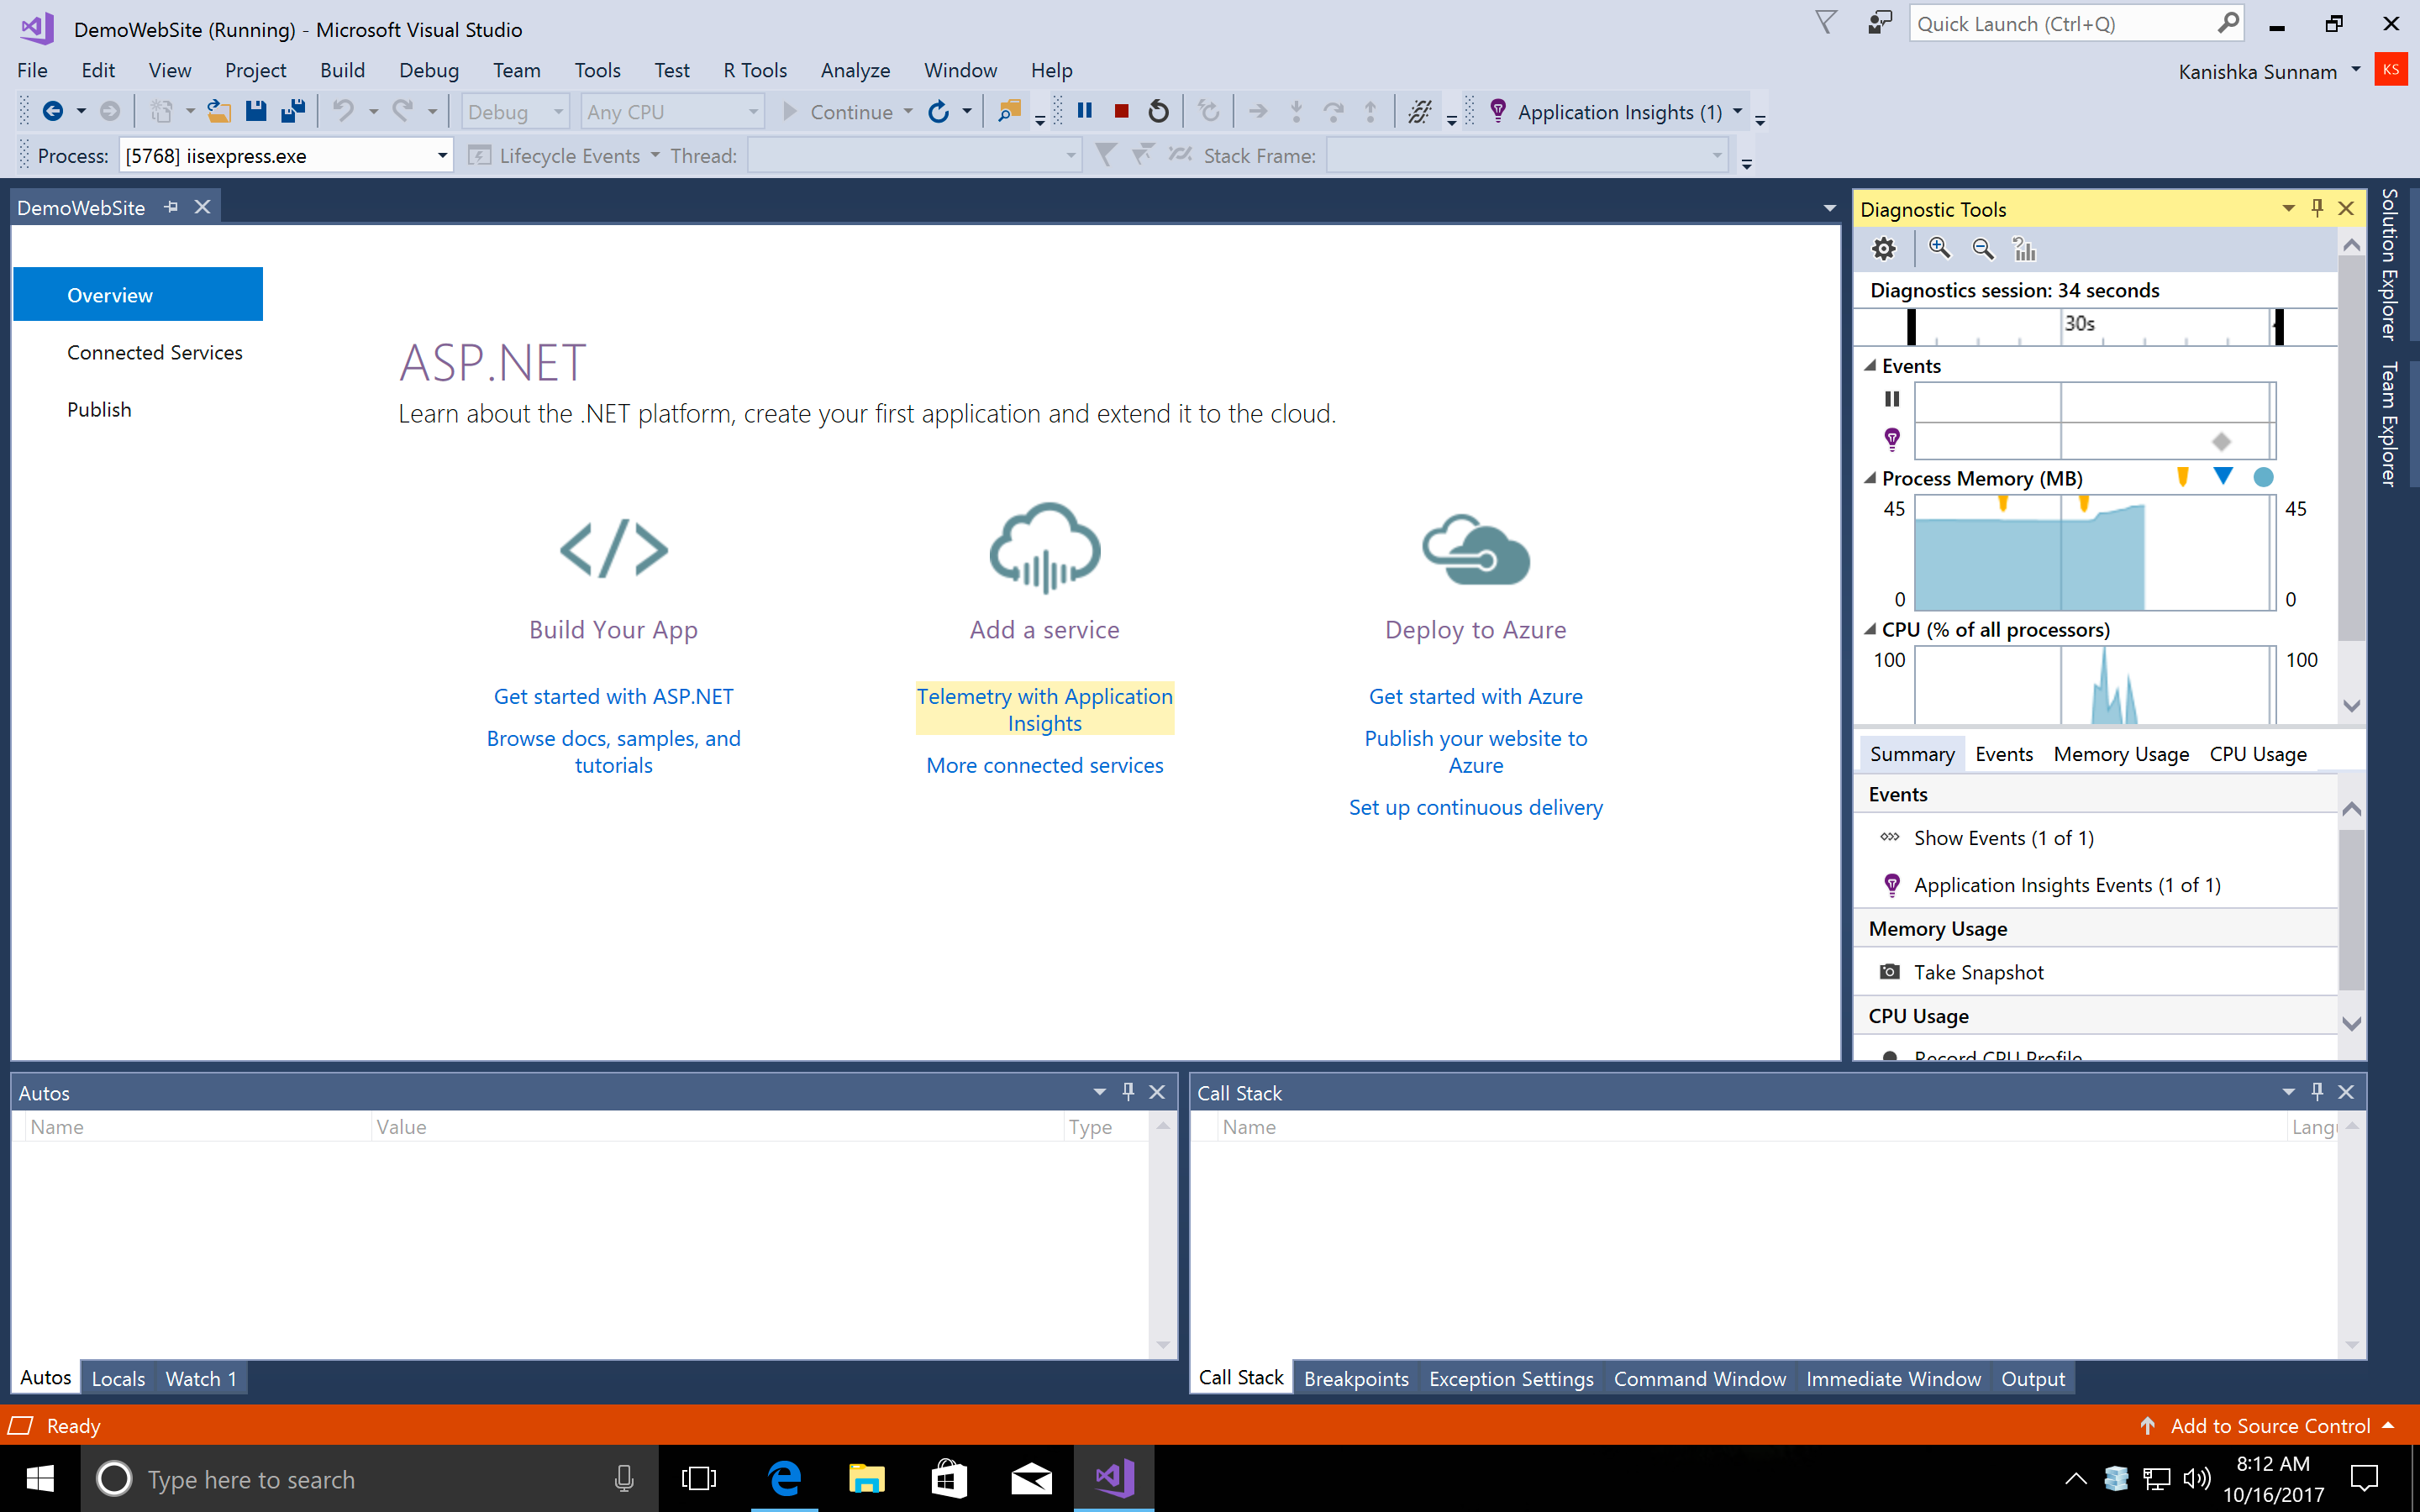 DemoWebSite (Running) - Microsoft Visual Studio
Quick Launch (Ctrl+Q)
File Edit View Project Build Debug Team Tools Test R Tools Analyze Window Help
Kanishka Sunnam KS
Debug Any CPU Continue Application Insights (1)
Process: [5768] iisexpress.exe Lifecycle Events Thread: Stack Frame:
DemoWebSite
Overview
Connected Services
Publish
ASP.NET
Learn about the .NET platform, create your first application and extend it to the cloud.
Build Your App
Get started with ASP.NET
Browse docs, samples, and
tutorials
Add a service
Telemetry with Application
Insights
More connected services
Deploy to Azure
Get started with Azure
Publish your website to
Azure
Set up continuous delivery
Diagnostic Tools
Diagnostics session: 34 seconds
30s
Events
Process Memory (MB)
45 45
0 0
CPU (% of all processors)
100 100
Summary Events Memory Usage CPU Usage
Events
Show Events (1 of 1)
Application Insights Events (1 of 1)
Memory Usage
Take Snapshot
CPU Usage
Record CPU Profile
Solution Explorer
Team Explorer
Autos
Name Value Type
Autos Locals Watch 1
Call Stack
Name Langu
Call Stack Breakpoints Exception Settings Command Window Immediate Window Output
Ready
Add to Source Control
Type here to search
8:12 AM
10/16/2017